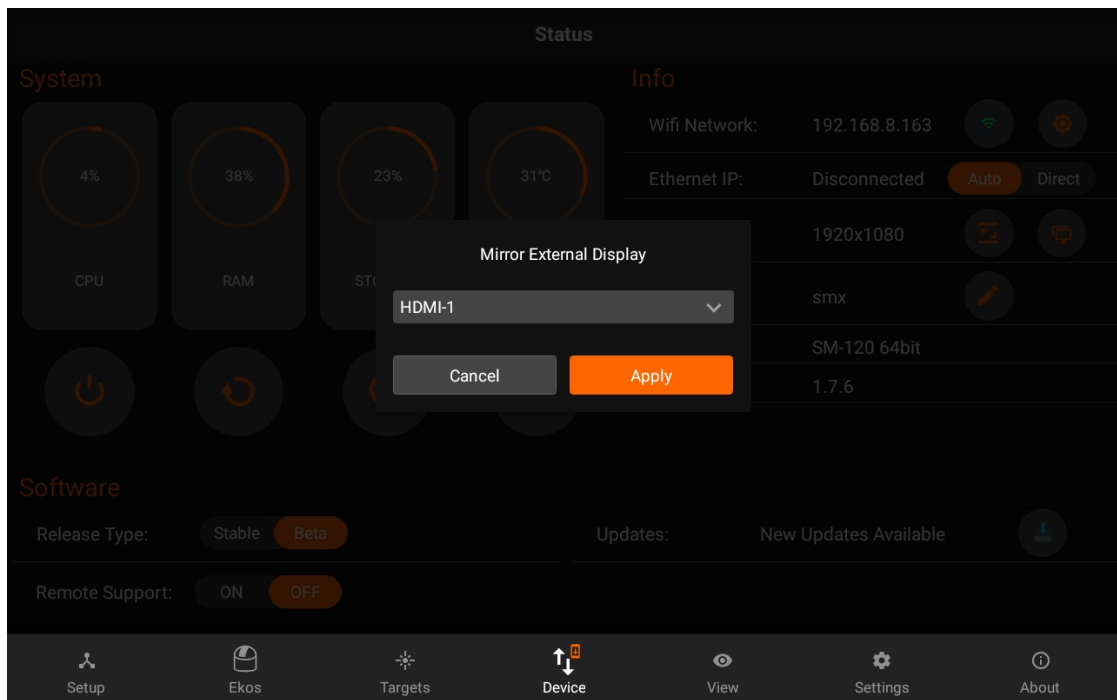 Status
System
Info
4%
CPU
38%
RAM
23%
31°C
Wifi Network: 192.168.8.163
Ethernet IP: Disconnected Auto Direct
1920x1080
smx
SM-120 64bit
1.7.6
Mirror External Display
HDMI-1
Cancel Apply
Software
Release Type: Stable Beta
Updates: New Updates Available
Remote Support: ON OFF
Setup Ekos Targets Device View Settings About